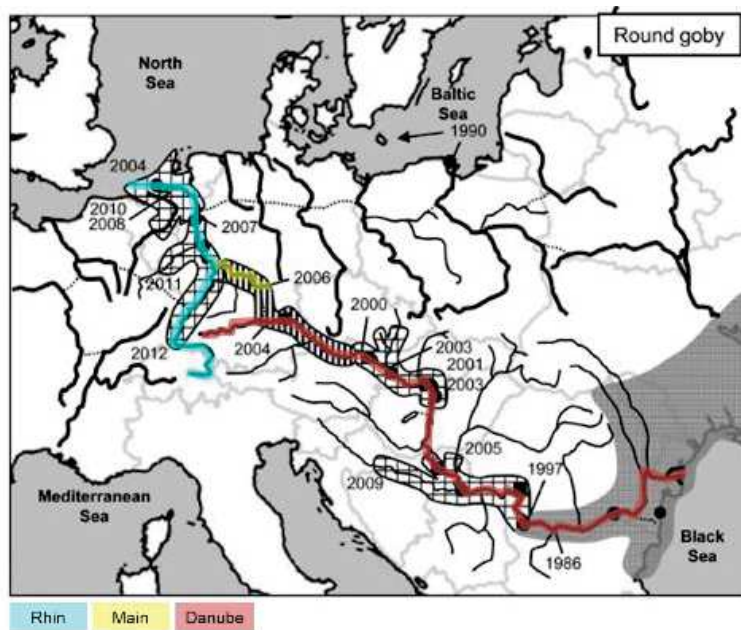 Round goby
North
Sea
Baltic
Sea
1990
2004
2010
2008
2007
2011
2006
2000
2012
2004
2003
2001
2003
2005
2009
1997
Mediterranean
Sea
Black
Sea
1986
Rhin
Main
Danube